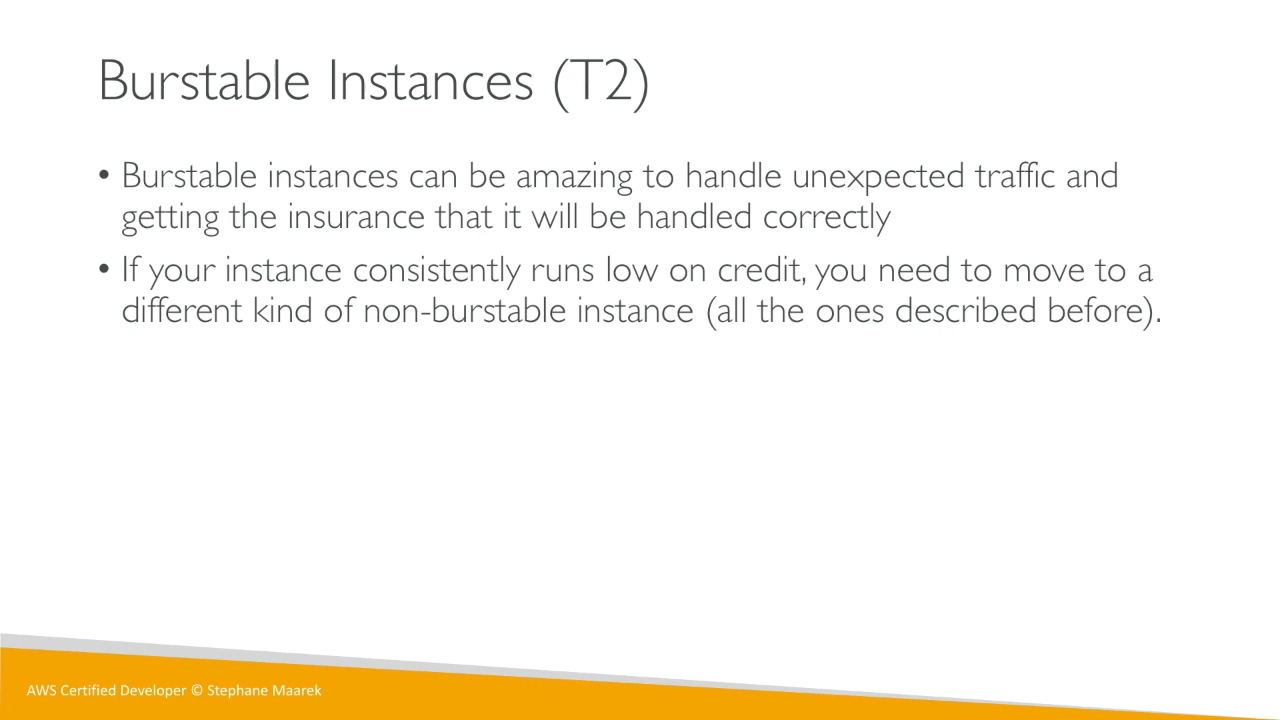 Burstable Instances (T2)
• Burstable instances can be amazing to handle unexpected traffic and
getting the insurance that it will be handled correctly
• If your instance consistently runs low on credit, you need to move to a
different kind of non-burstable instance (all the ones described before).
AWS Certified Developer © Stephane Maarek